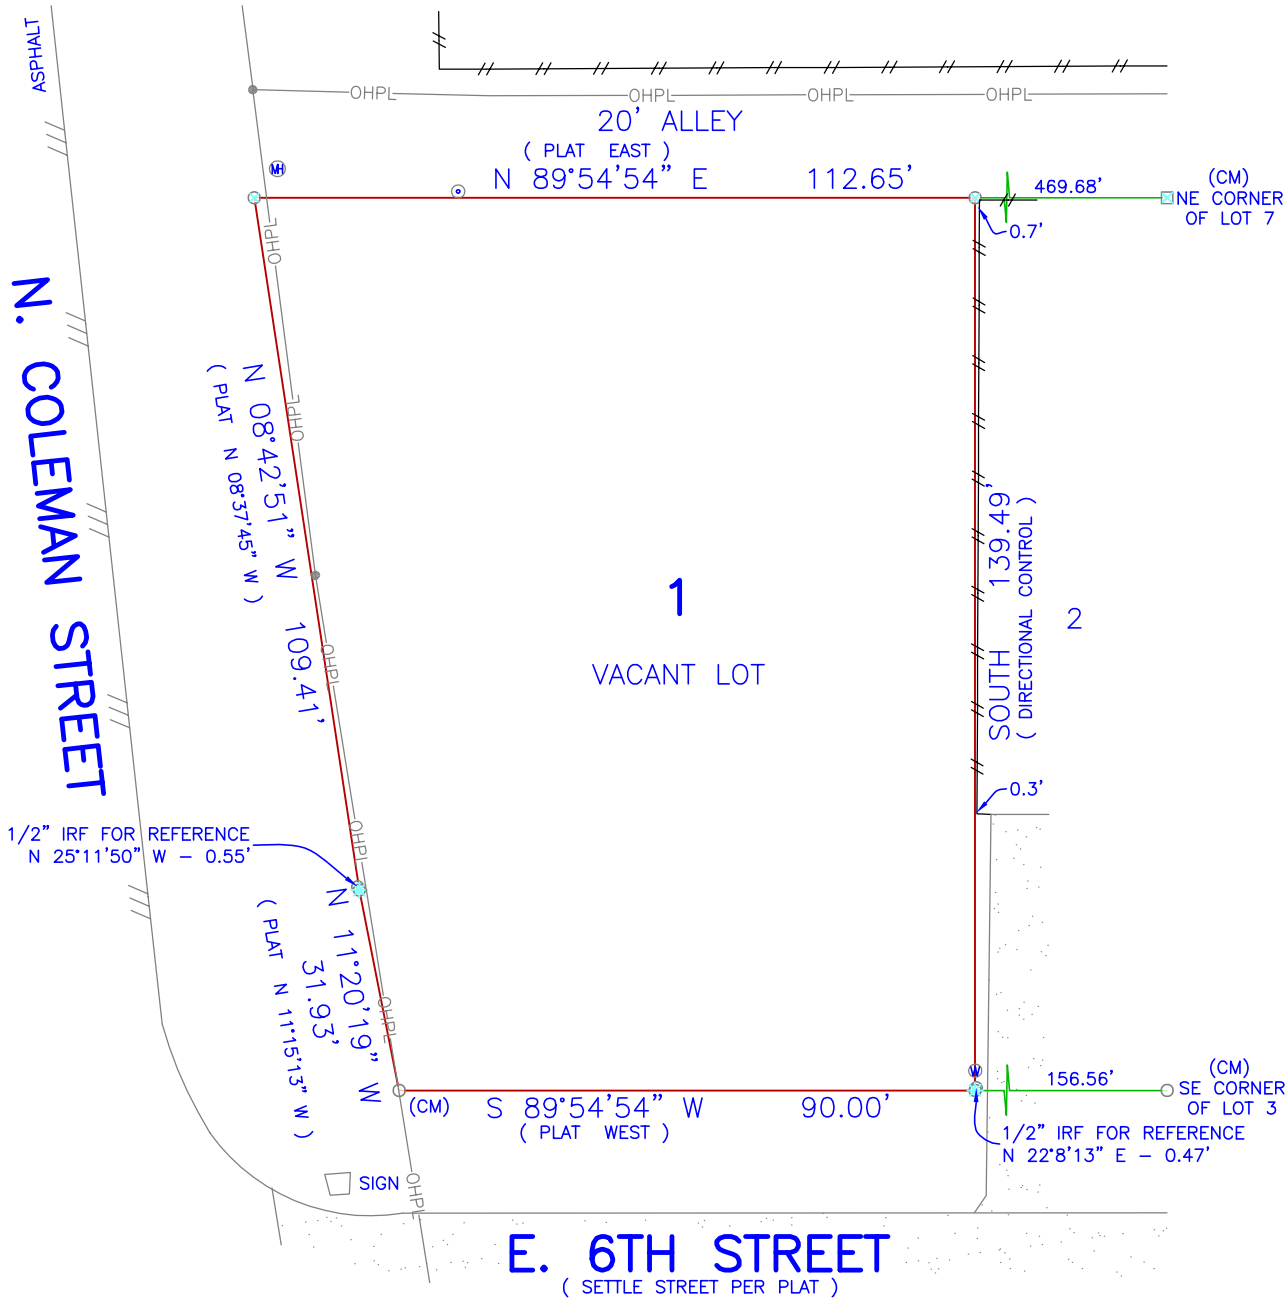 ASPHALT
OHPL
OHPL
OHPL
OHPL
20' ALLEY
( PLAT EAST )
N 89°54'54" E 112.65'
MH
469.68'
(CM)
NE CORNER
OF LOT 7
0.7'
OHPL
N. COLEMAN STREET
N 08°42'51" W 109.41'
( PLAT N 08°37'45" W )
OHPL
OHPL
1
VACANT LOT
SOUTH 139.49'
( DIRECTIONAL CONTROL )
2
0.3'
1/2" IRF FOR REFERENCE
N 25°11'50" W - 0.55'
OHPL
N 11°20'19" W
31.93'
( PLAT N 11°15'13" W )
OHPL
(CM)
S 89°54'54" W 90.00'
( PLAT WEST )
W
156.56'
(CM)
SE CORNER
OF LOT 3
1/2" IRF FOR REFERENCE
N 22°8'13" E - 0.47'
SIGN
OHPL
E. 6TH STREET
( SETTLE STREET PER PLAT )